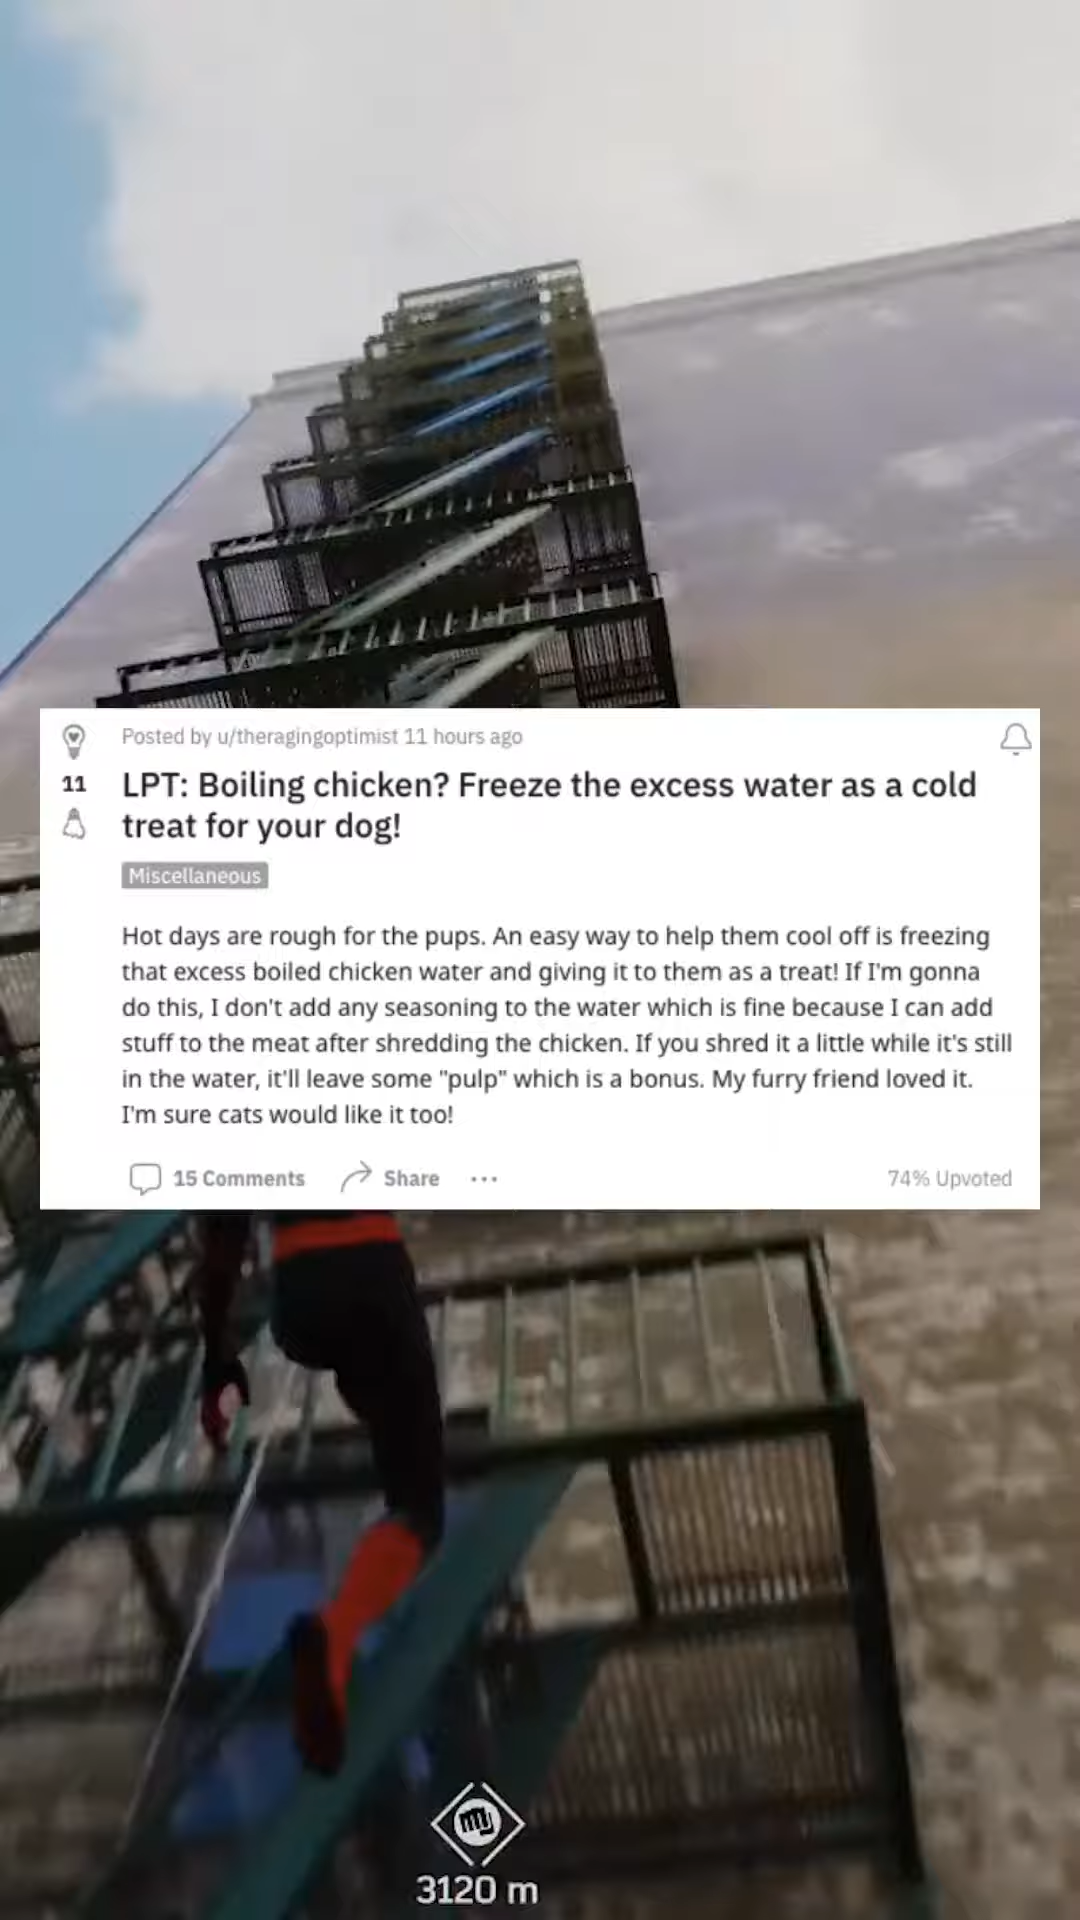 Posted by u/theragingoptimist 11 hours ago
11
LPT: Boiling chicken? Freeze the excess water as a cold
treat for your dog!
Miscellaneous
Hot days are rough for the pups. An easy way to help them cool off is freezing
that excess boiled chicken water and giving it to them as a treat! If I'm gonna
do this, I don't add any seasoning to the water which is fine because I can add
stuff to the meat after shredding the chicken. If you shred it a little while it's still
in the water, it'll leave some "pulp" which is a bonus. My furry friend loved it.
I'm sure cats would like it too!
15 Comments Share ... 74% Upvoted
3120 m